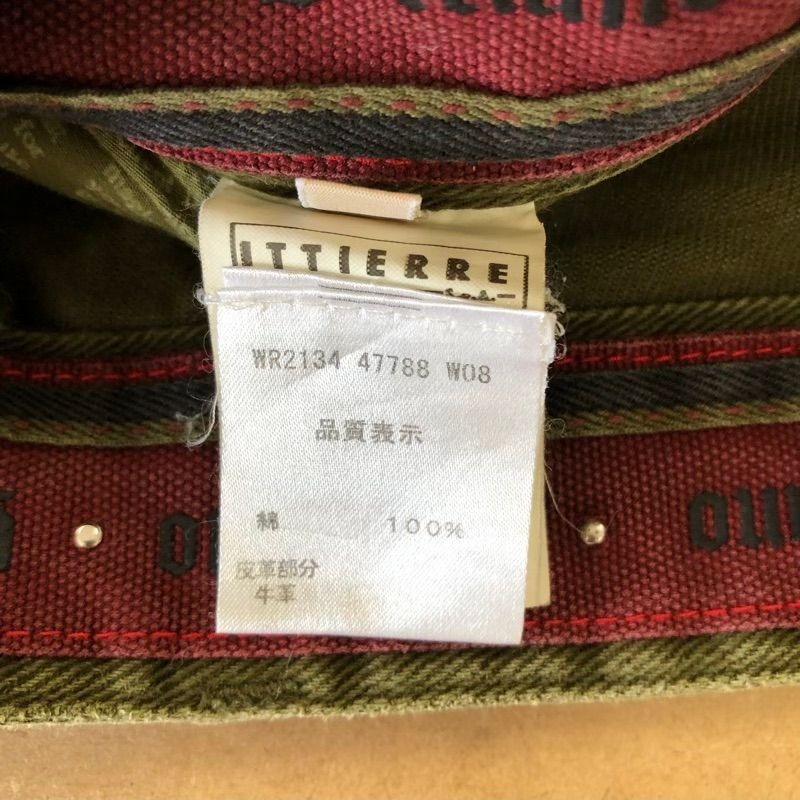 ITTIERRE
s.p.a.
WR2134 47788 W08
品質表示
綿 100%
皮革部分
牛革